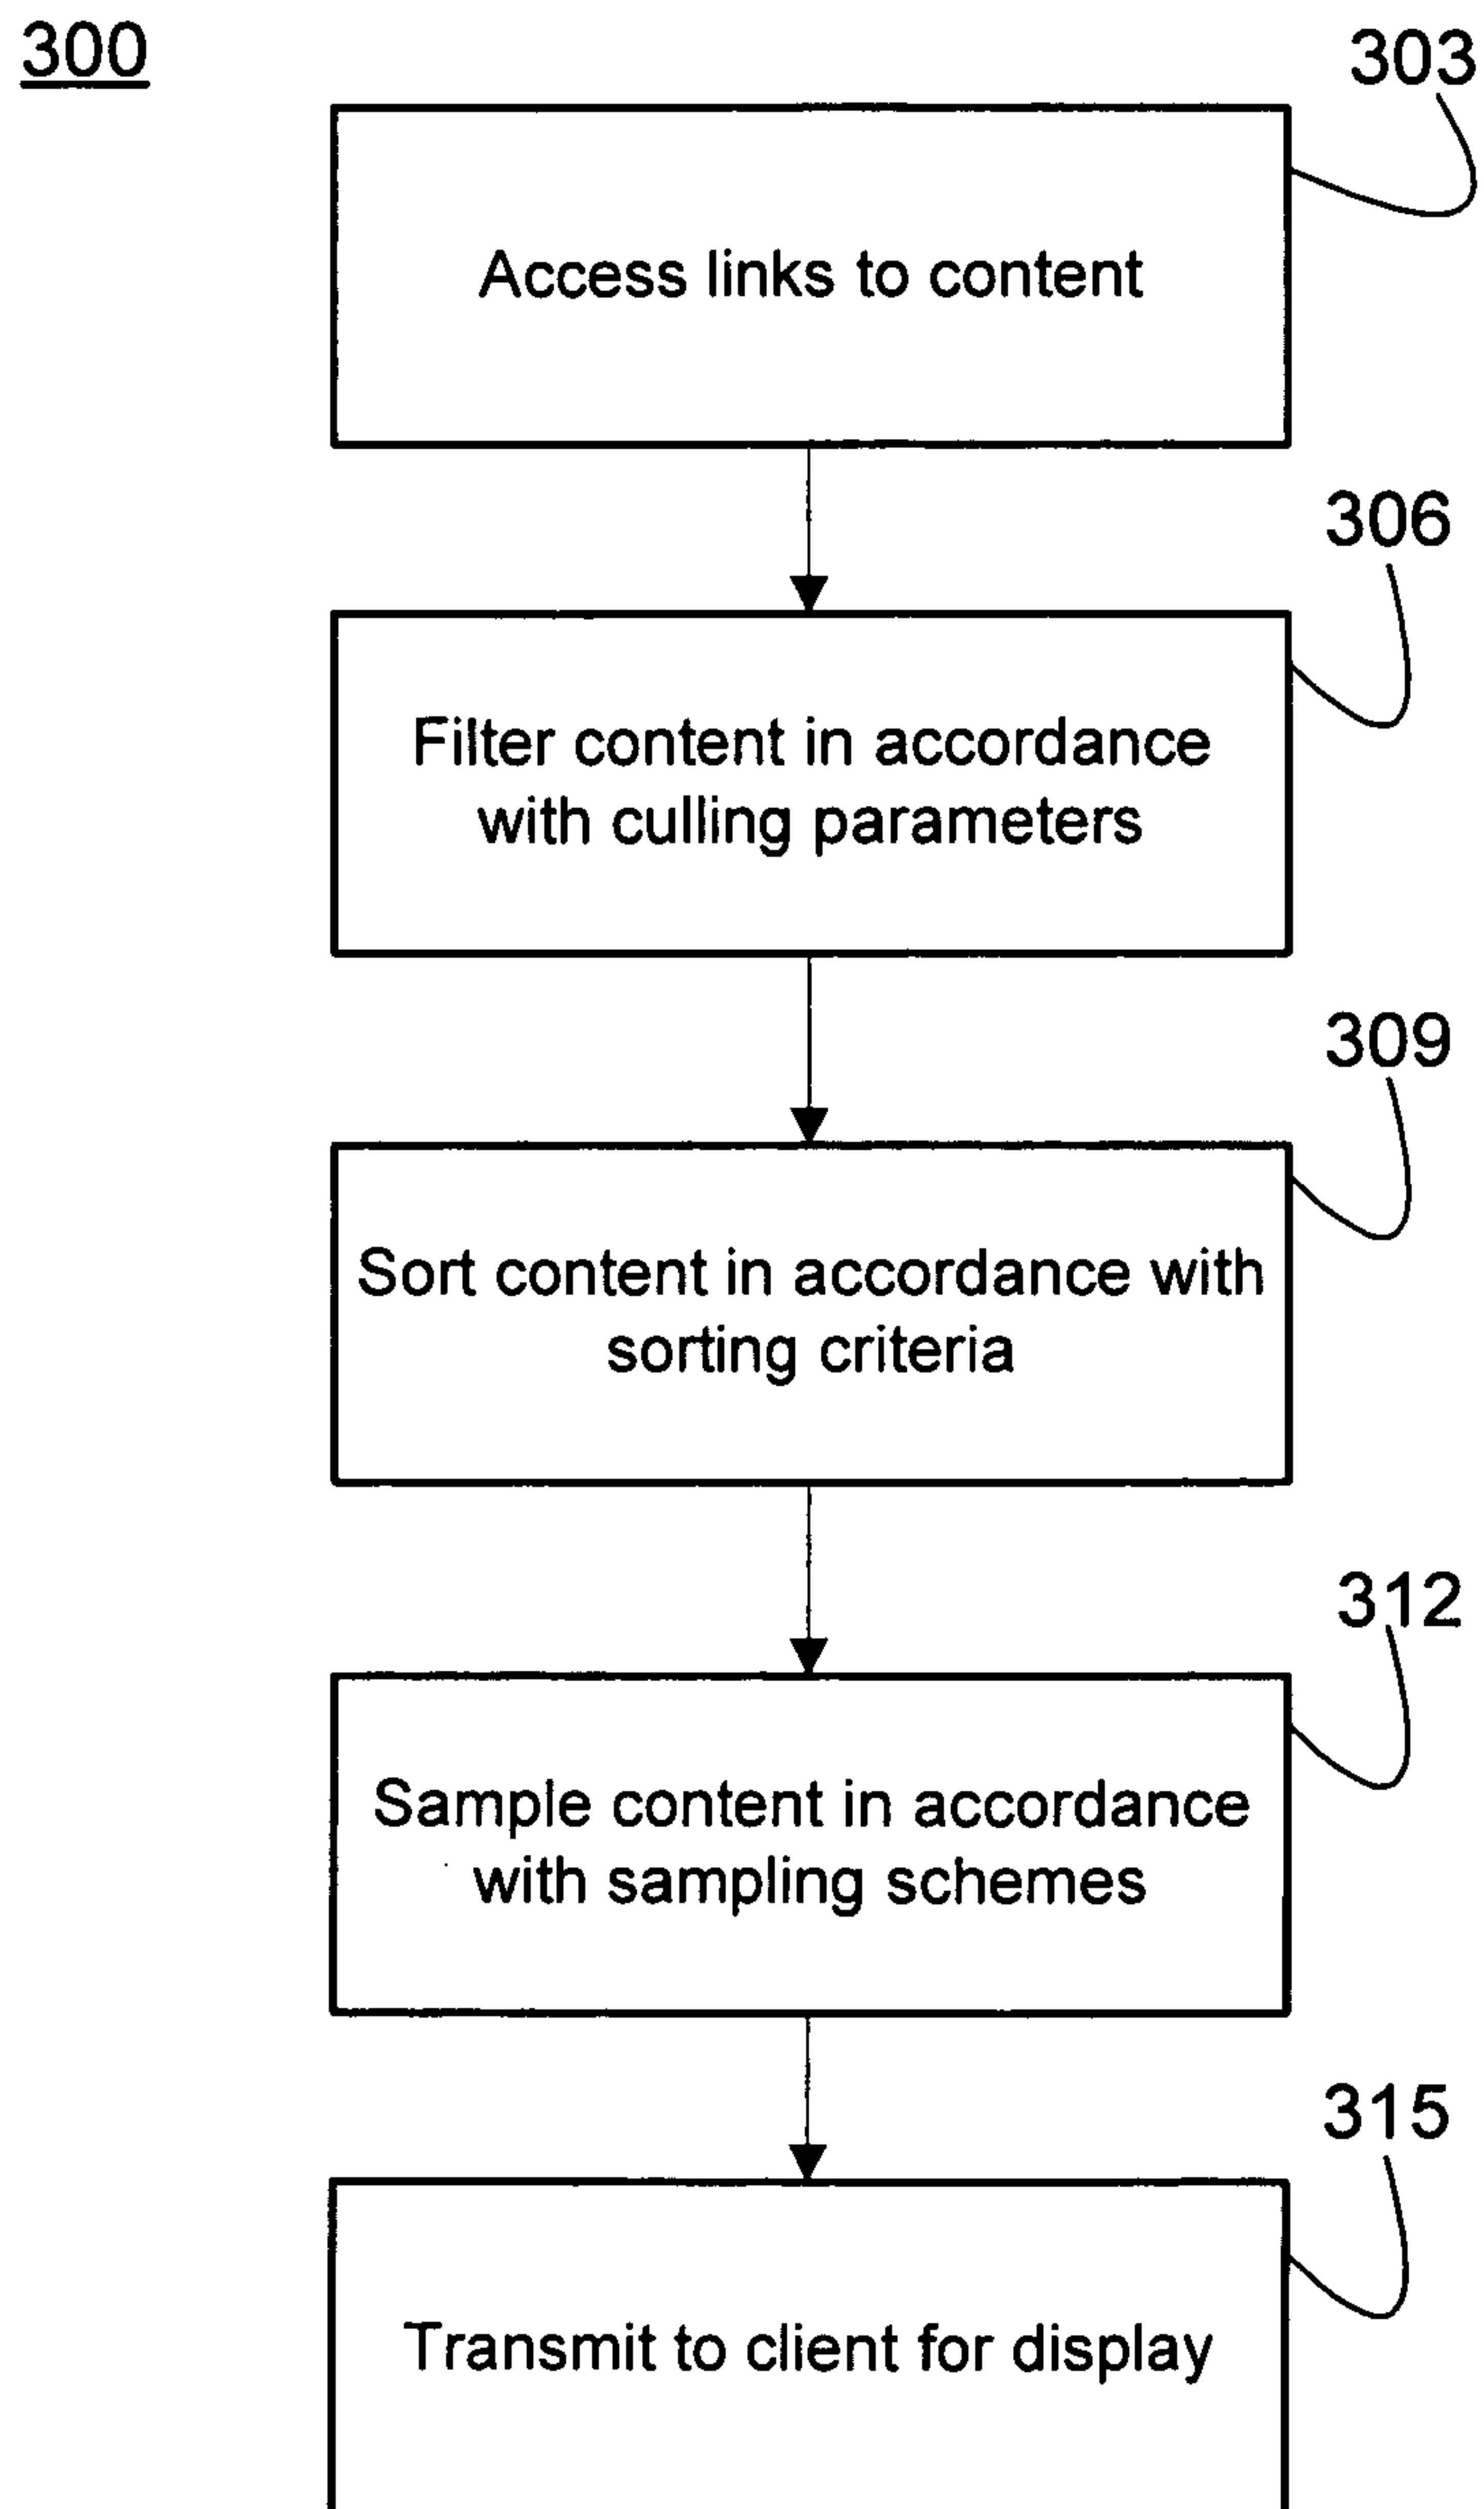 300
303
Access links to content
306
Filter content in accordance
with culling parameters
309
Sort content in accordance with
sorting criteria
312
Sample content in accordance
with sampling schemes
315
Transmit to client for display